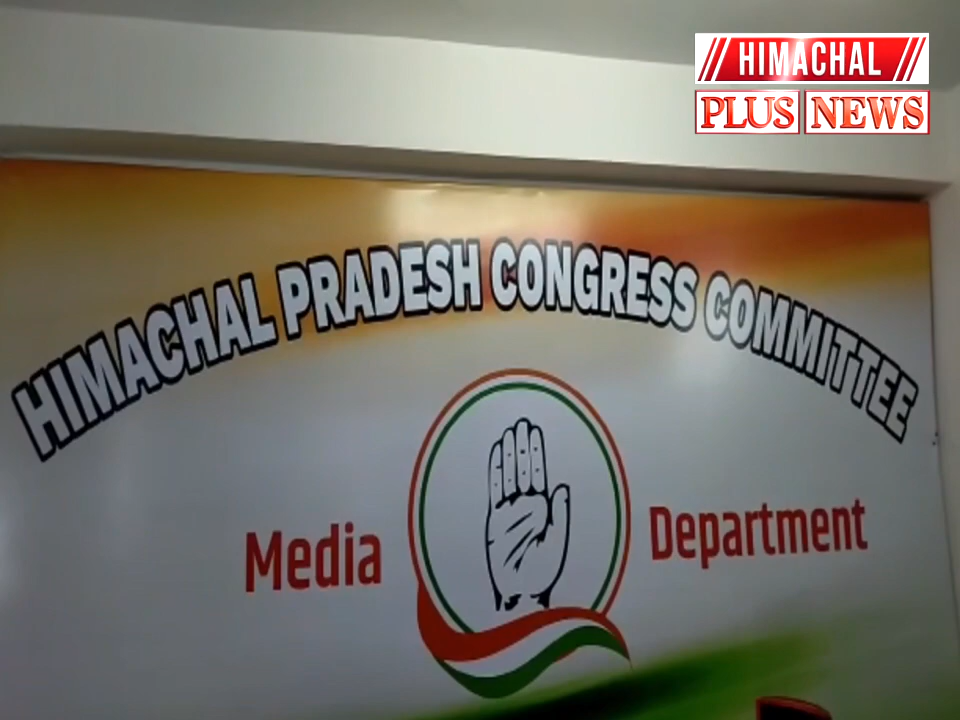 HIMACHAL
PLUS NEWS
HIMACHAL PRADESH CONGRESS COMMITTEE
Media Department